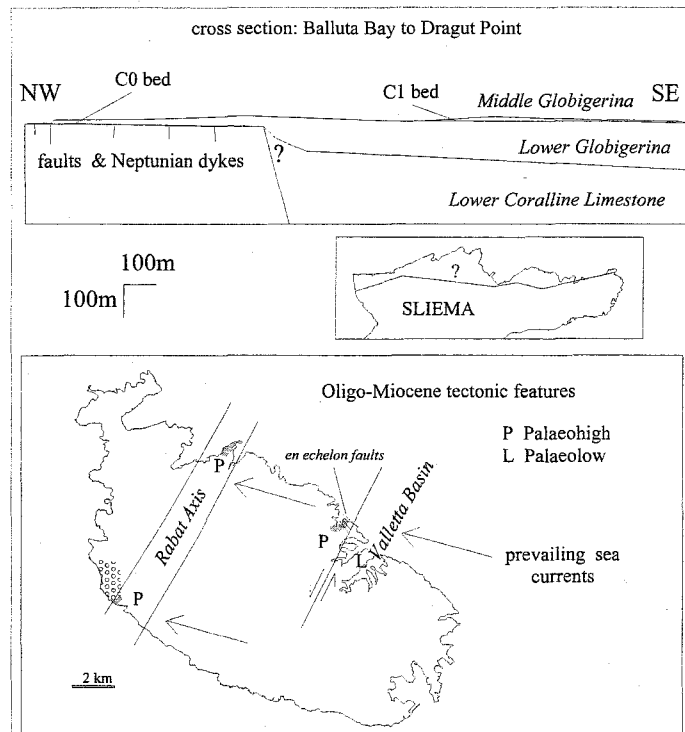 cross section: Balluta Bay to Dragut Point
NW
C0 bed
C1 bed
Middle Globigerina
SE
faults & Neptunian dykes
?
Lower Globigerina
Lower Coralline Limestone
100m
100m
?
SLIEMA
Oligo-Miocene tectonic features
P Palaeohigh
L Palaeolow
en echelon faults
P
Rabat Axis
P
L
Valletta Basin
prevailing sea
currents
P
2 km